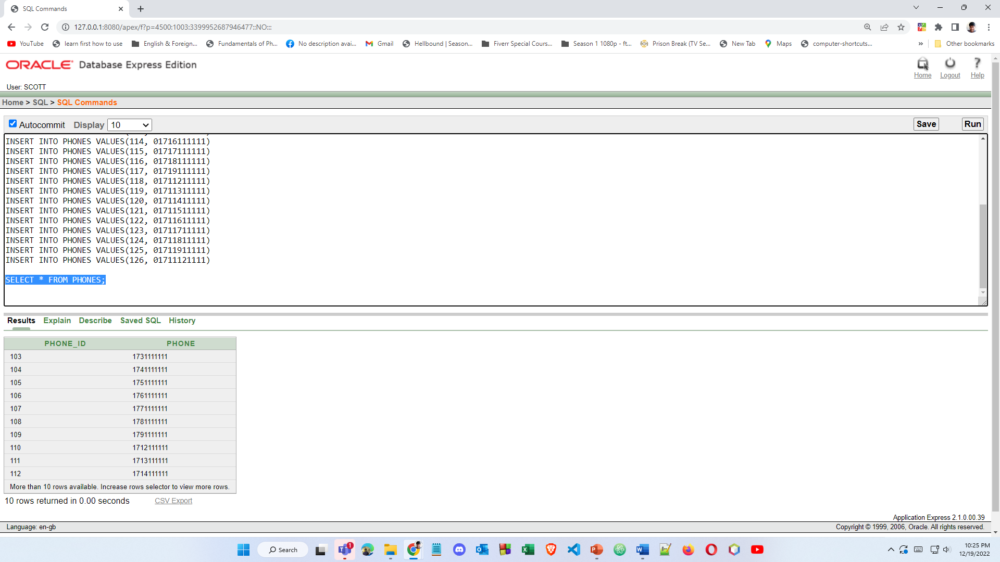 SQL Commands
127.0.0.1:8080/apex/f?p=4500:1003:3399952687946477::NO:::
YouTube learn first how to use English & Foreign... Fundamentals of Ph... No description avai... Gmail Hellbound | Season... Fiverr Special Cours... Season 1 1080p - ft... Prison Break (TV Se... New Tab Maps computer-shortcuts... » Other bookmarks
ORACLE Database Express Edition
Home Logout Help
User: SCOTT
Home > SQL > SQL Commands
Autocommit Display 10 Save Run
INSERT INTO PHONES VALUES(114, 01716111111)
INSERT INTO PHONES VALUES(115, 01717111111)
INSERT INTO PHONES VALUES(116, 01718111111)
INSERT INTO PHONES VALUES(117, 01719111111)
INSERT INTO PHONES VALUES(118, 01711211111)
INSERT INTO PHONES VALUES(119, 01711311111)
INSERT INTO PHONES VALUES(120, 01711411111)
INSERT INTO PHONES VALUES(121, 01711511111)
INSERT INTO PHONES VALUES(122, 01711611111)
INSERT INTO PHONES VALUES(123, 01711711111)
INSERT INTO PHONES VALUES(124, 01711811111)
INSERT INTO PHONES VALUES(125, 01711911111)
INSERT INTO PHONES VALUES(126, 01711121111)
SELECT * FROM PHONES;
Results Explain Describe Saved SQL History
PHONE_ID PHONE
103 1731111111
104 1741111111
105 1751111111
106 1761111111
107 1771111111
108 1781111111
109 1791111111
110 1712111111
111 1713111111
112 1714111111
More than 10 rows available. Increase rows selector to view more rows.
10 rows returned in 0.00 seconds CSV Export
Application Express 2.1.0.00.39
Language: en-gb Copyright © 1999, 2006, Oracle. All rights reserved.
Search 1 10:25 PM
12/19/2022